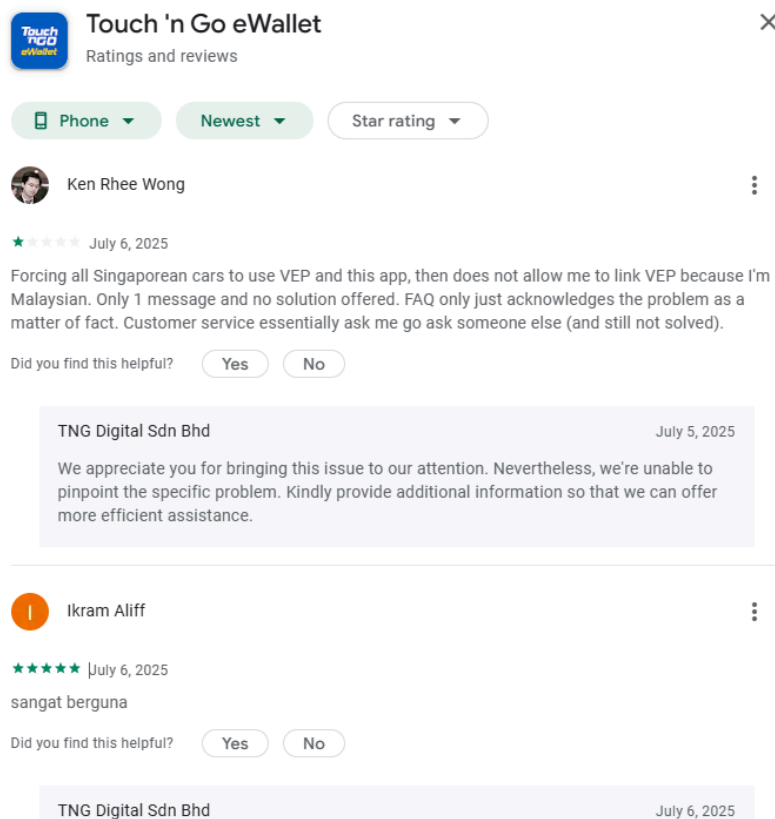 Touch
'nGO
eWallet
Touch 'n Go eWallet
Ratings and reviews
Phone
Newest
Star rating
Ken Rhee Wong
July 6, 2025
Forcing all Singaporean cars to use VEP and this app, then does not allow me to link VEP because I'm
Malaysian. Only 1 message and no solution offered. FAQ only just acknowledges the problem as a
matter of fact. Customer service essentially ask me go ask someone else (and still not solved).
Did you find this helpful?
Yes
No
TNG Digital Sdn Bhd
July 5, 2025
We appreciate you for bringing this issue to our attention. Nevertheless, we're unable to
pinpoint the specific problem. Kindly provide additional information so that we can offer
more efficient assistance.
I
Ikram Aliff
July 6, 2025
sangat berguna
Did you find this helpful?
Yes
No
TNG Digital Sdn Bhd
July 6, 2025